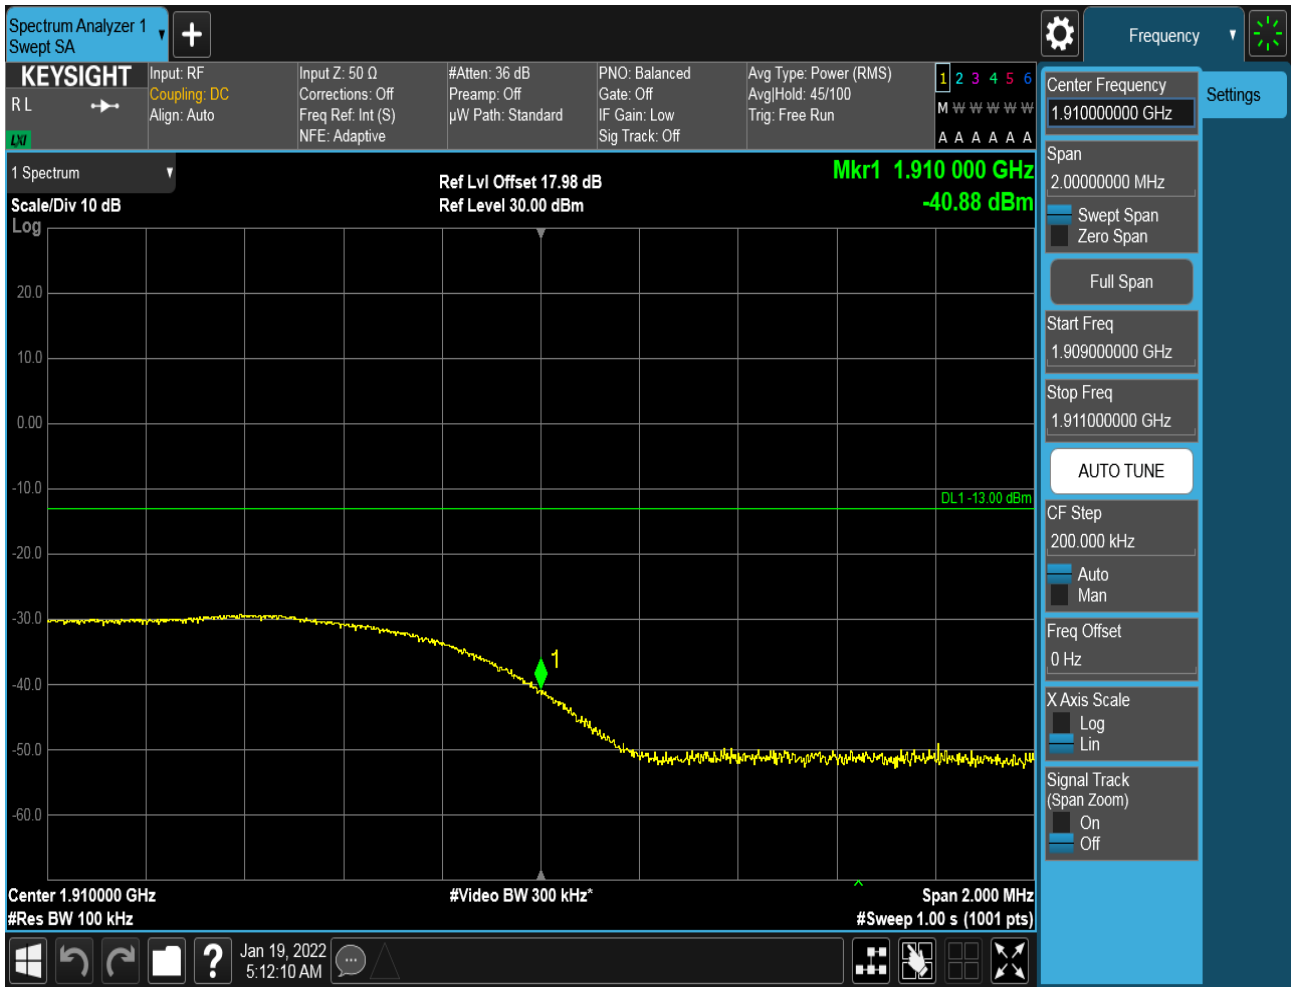 Spectrum Analyzer 1
Swept SA
Frequency
KEYSIGHT
R L
LXI
Input: RF
Coupling: DC
Align: Auto
Input Z: 50 Ω
Corrections: Off
Freq Ref: Int (S)
NFE: Adaptive
#Atten: 36 dB
Preamp: Off
µW Path: Standard
PNO: Balanced
Gate: Off
IF Gain: Low
Sig Track: Off
Avg Type: Power (RMS)
Avg|Hold: 45/100
Trig: Free Run
1 2 3 4 5 6
M W W W W W
A A A A A A
1 Spectrum
Scale/Div 10 dB
Log
Ref Lvl Offset 17.98 dB
Ref Level 30.00 dBm
Mkr1 1.910 000 GHz
-40.88 dBm
20.0
10.0
0.00
-10.0
-20.0
-30.0
-40.0
-50.0
-60.0
DL1 -13.00 dBm
1
Center 1.910000 GHz
#Res BW 100 kHz
#Video BW 300 kHz*
Span 2.000 MHz
#Sweep 1.00 s (1001 pts)
Center Frequency
1.910000000 GHz
Settings
Span
2.00000000 MHz
Swept Span
Zero Span
Full Span
Start Freq
1.909000000 GHz
Stop Freq
1.911000000 GHz
AUTO TUNE
CF Step
200.000 kHz
Auto
Man
Freq Offset
0 Hz
X Axis Scale
Log
Lin
Signal Track
(Span Zoom)
On
Off
?
Jan 19, 2022
5:12:10 AM